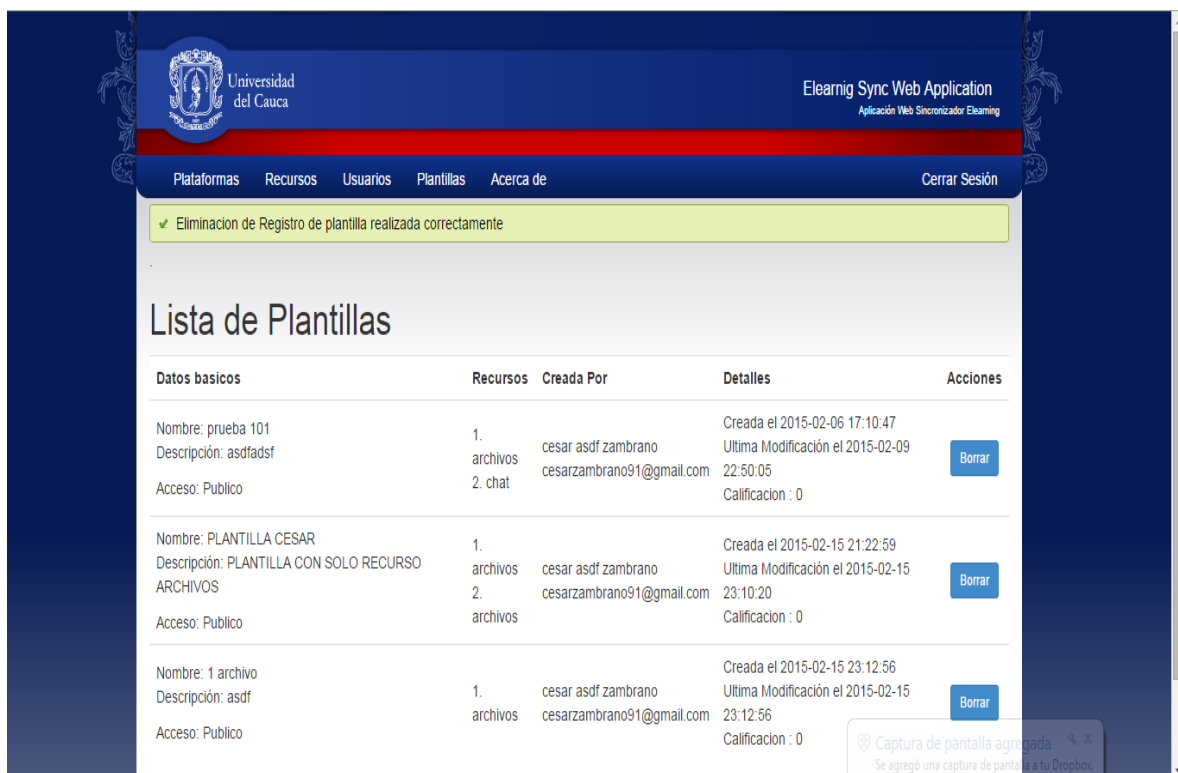 Universidad
del Cauca
Elearnig Sync Web Application
Aplicación Web Sincronizador Elearning
Plataformas Recursos Usuarios Plantillas Acerca de Cerrar Sesión
Eliminacion de Registro de plantilla realizada correctamente
.
Lista de Plantillas
Datos basicos Recursos Creada Por Detalles Acciones
Nombre: prueba 101
Descripción: asdfadsf
Acceso: Publico
1.
archivos
2. chat
cesar asdf zambrano
cesarzambrano91@gmail.com
Creada el 2015-02-06 17:10:47
Ultima Modificación el 2015-02-09
22:50:05
Calificacion : 0
Borrar
Nombre: PLANTILLA CESAR
Descripción: PLANTILLA CON SOLO RECURSO
ARCHIVOS
Acceso: Publico
1.
archivos
2.
archivos
cesar asdf zambrano
cesarzambrano91@gmail.com
Creada el 2015-02-15 21:22:59
Ultima Modificación el 2015-02-15
23:10:20
Calificacion : 0
Borrar
Nombre: 1 archivo
Descripción: asdf
Acceso: Publico
1.
archivos
cesar asdf zambrano
cesarzambrano91@gmail.com
Creada el 2015-02-15 23:12:56
Ultima Modificación el 2015-02-15
23:12:56
Calificacion : 0
Borrar
Captura de pantalla agregada
Se agregó una captura de pantalla a tu Dropbox.